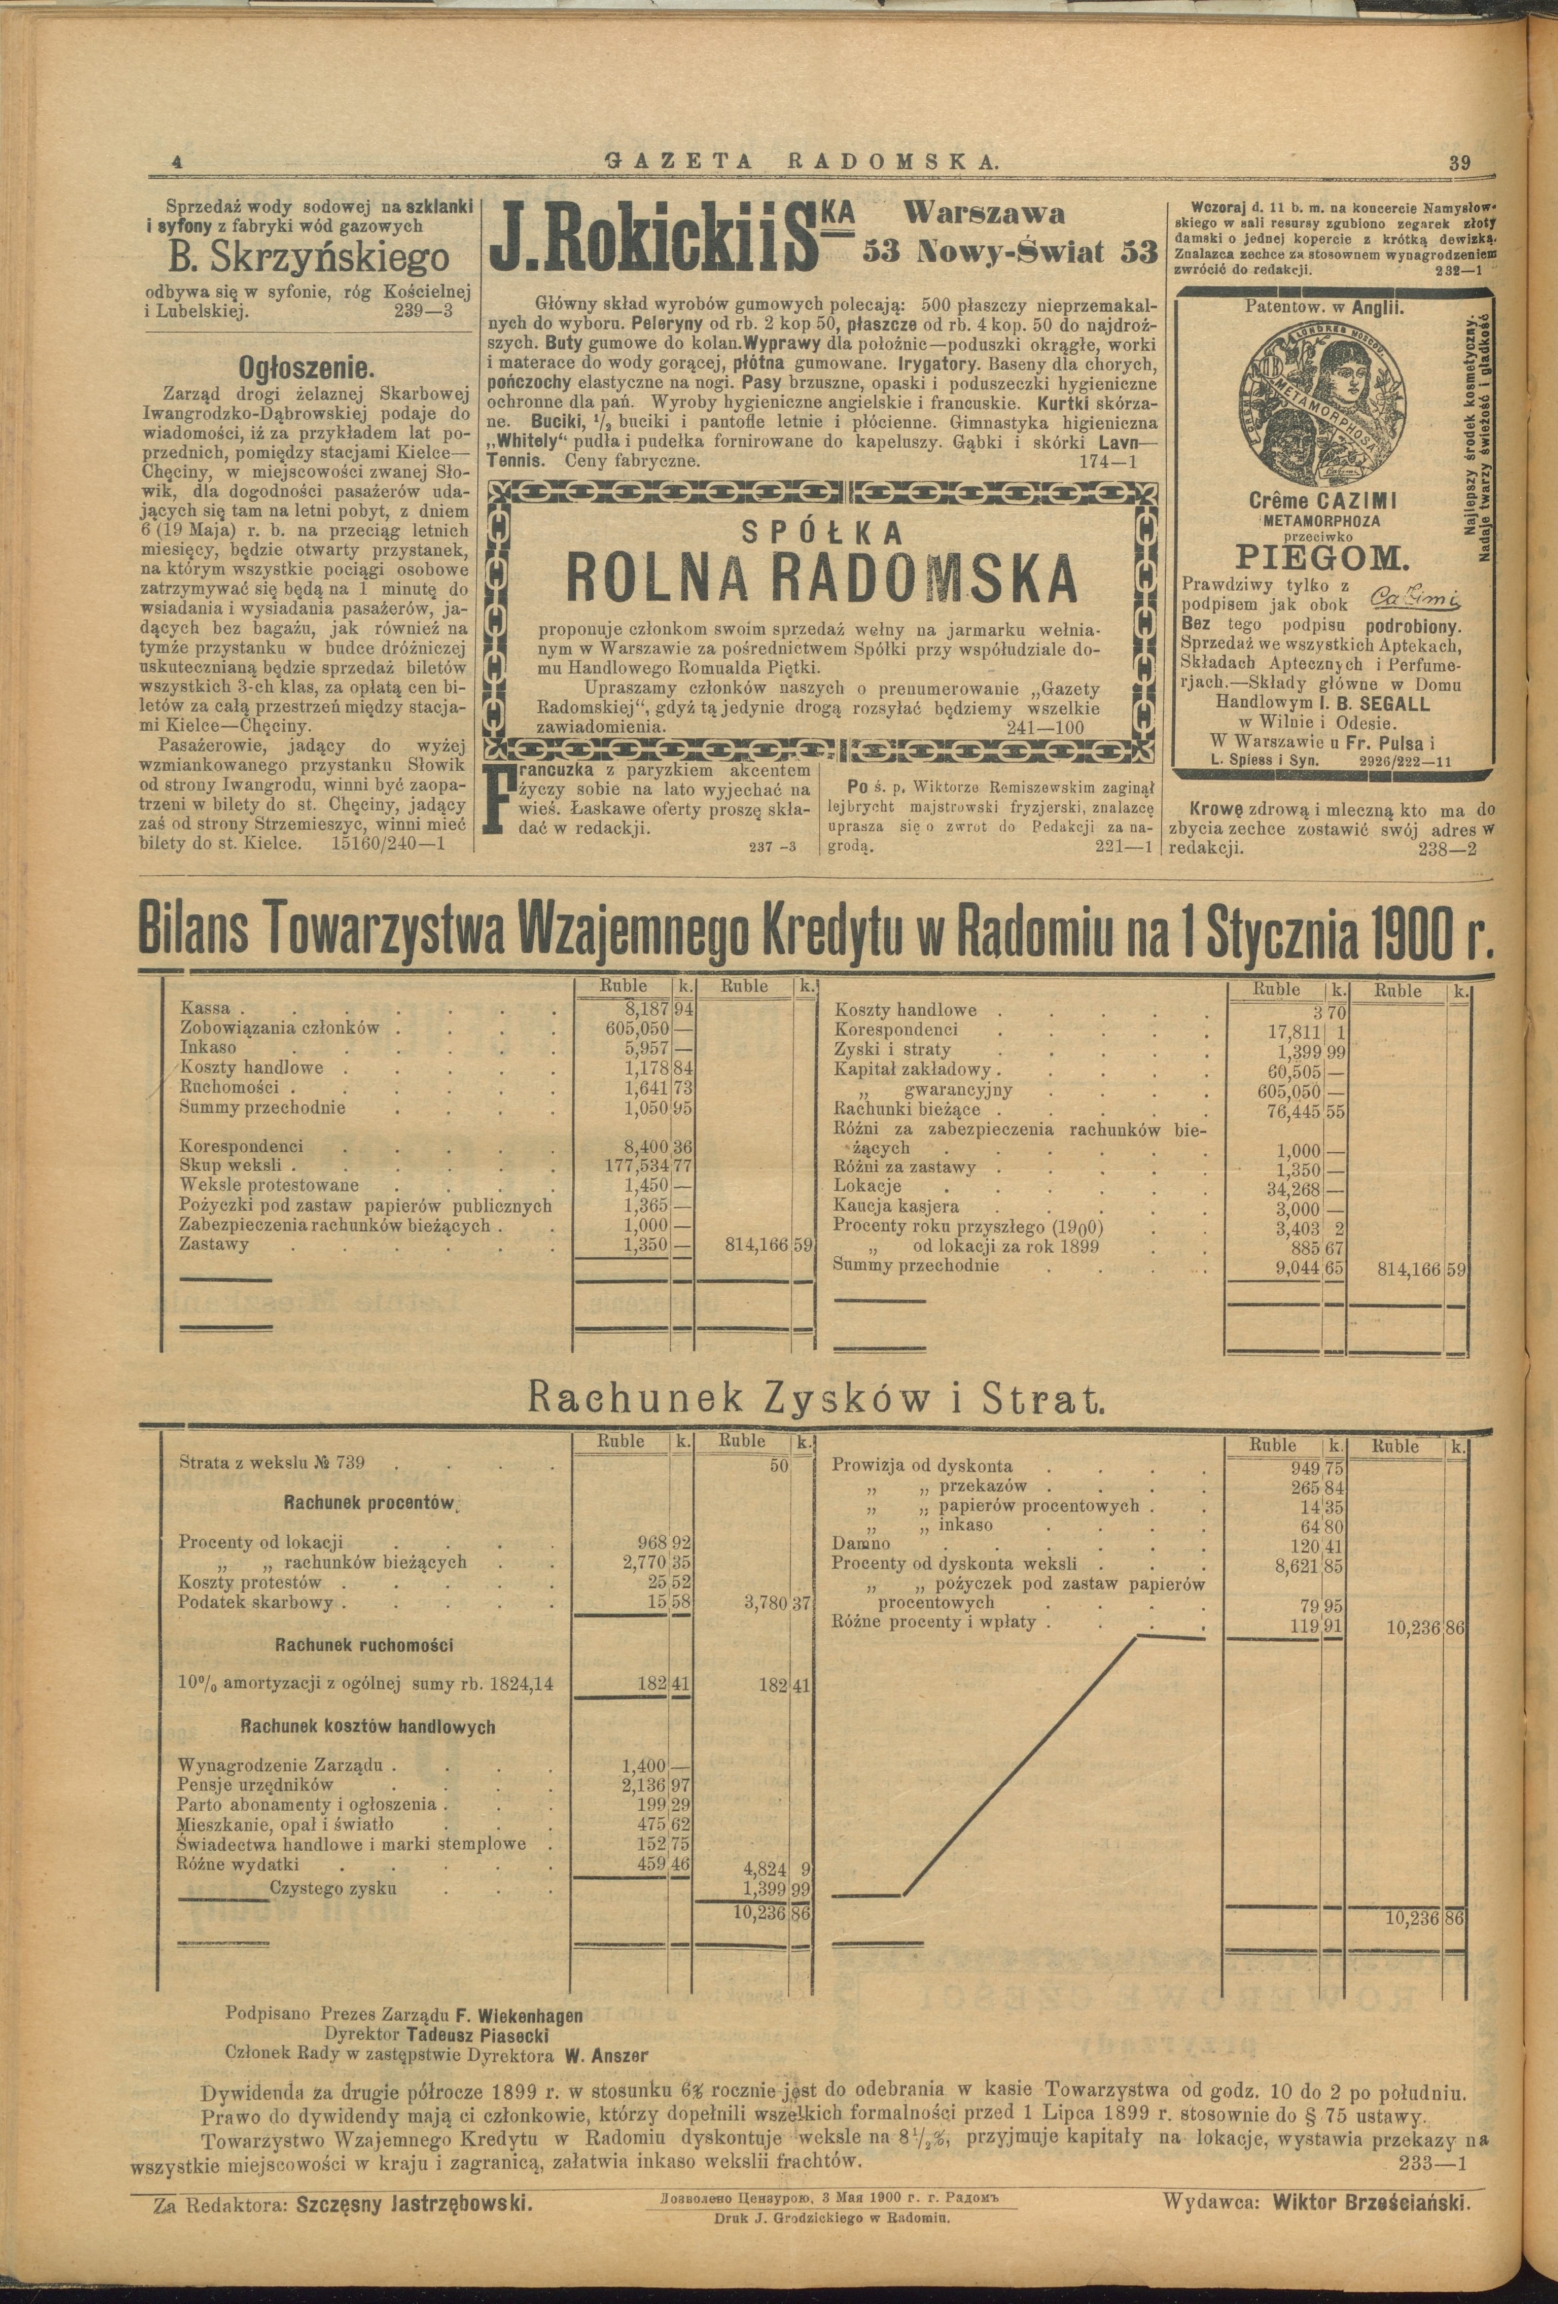 4
GAZETA RADOMSKA.
39
Sprzedaż wody sodowej na szklanki
i syfony z fabryki wód gazowych
B. Skrzyńskiego
odbywa się w syfonie, róg Kościelnej
i Lubelskiej. 239—3
Ogłoszenie.
Zarząd drogi żelaznej Skarbowej
Iwangrodzko-Dąbrowskiej podaje do
wiadomości, iż za przykładem lat po-
przednich, pomiędzy stacjami Kielce—
Chęciny, w miejscowości zwanej Sło-
wik, dla dogodności pasażerów uda-
jących się tam na letni pobyt, z dniem
6 (19 Maja) r. b. na przeciąg letnich
miesięcy, będzie otwarty przystanek,
na którym wszystkie pociągi osobowe
zatrzymywać się będą na 1 minutę do
wsiadania i wysiadania pasażerów, ja-
dących bez bagażu, jak również na
tymże przystanku w budce dróżniczej
uskutecznianą będzie sprzedaż biletów
wszystkich 3-ch klas, za opłatą cen bi-
letów za całą przestrzeń między stacja-
mi Kielce—Chęciny.
Pasażerowie, jadący do wyżej
wzmiankowanego przystanku Słowik
od strony Iwangrodu, winni być zaopa-
trzeni w bilety do st. Chęciny, jadący
zaś od strony Strzemieszyc, winni mieć
bilety do st. Kielce. 15160/240—1
J. Rokicki i SKA
Warszawa
53 Nowy-Świat 53
Główny skład wyrobów gumowych polecają: 500 płaszczy nieprzemakal-
nych do wyboru. Peleryny od rb. 2 kop 50, płaszcze od rb. 4 kop. 50 do najdroż-
szych. Buty gumowe do kolan. Wyprawy dla położnic—poduszki okrągłe, worki
i materace do wody gorącej, płótna gumowane. Irygatory. Baseny dla chorych,
pończochy elastyczne na nogi. Pasy brzuszne, opaski i poduszeczki hygieniczne
ochronne dla pań. Wyroby hygieniczne angielskie i francuskie. Kurtki skórza-
ne. Buciki, 1/2 buciki i pantofle letnie i płócienne. Gimnastyka higieniczna
„Whitely“ pudła i pudełka fornirowane do kapeluszy. Gąbki i skórki Lavn—
Tennis. Ceny fabryczne. 174—1
SPÓŁKA
ROLNA RADOMSKA
proponuje członkom swoim sprzedaż wełny na jarmarku wełnia-
nym w Warszawie za pośrednictwem Spółki przy współudziale do-
mu Handlowego Romualda Piętki.
Upraszamy członków naszych o prenumerowanie „Gazety
Radomskiej“, gdyż tą jedynie drogą rozsyłać będziemy wszelkie
zawiadomienia. 241—100
Francuzka z paryzkiem akcentem
życzy sobie na lato wyjechać na
wieś. Łaskawe oferty proszę skła-
dać w redackji.
237 —3
Po ś. p. Wiktorze Remiszewskim zaginął
lejbrycht majstrowski fryzjerski, znalazcę
uprasza się o zwrot do Redakcji za na-
grodą. 221—1
Wczoraj d. 11 b. m. na koncercie Namysłow-
skiego w sali resursy zgubiono zegarek złoty
damski o jednej kopercie z krótką dewizką.
Znalazca zechce za stosownem wynagrodzeniem
zwrócić do redakcji. 232—1
Patentow. w Anglii.
METAMORPHOSA
Najlepszy środek kosmetyczny.
Nadaje twarzy świeżość i gładkość
Crême CAZIMI
METAMORPHOZA
przeciwko
PIEGOM.
Prawdziwy tylko z
podpisem jak obok Cazimi
Bez tego podpisu podrobiony.
Sprzedaż we wszystkich Aptekach,
Składach Aptecznych i Perfume-
rjach.—Składy główne w Domu
Handlowym I. B. SEGALL
w Wilnie i Odesie.
W Warszawie u Fr. Pulsa i
L. Spiess i Syn. 2926/222—11
Krowę zdrową i mleczną kto ma do
zbycia zechce zostawić swój adres w
redakcji. 238—2
Bilans Towarzystwa Wzajemnego Kredytu w Radomiu na 1 Stycznia 1900 r.
Ruble k. Ruble k.
Kassa . 8,187 94
Zobowiązania członków . 605,050 —
Inkaso . 5,957 —
Koszty handlowe . 1,178 84
Ruchomości . 1,641 73
Summy przechodnie . 1,050 95
Korespondenci . 8,400 36
Skup weksli . 177,534 77
Weksle protestowane . 1,450 —
Pożyczki pod zastaw papierów publicznych 1,365 —
Zabezpieczenia rachunków bieżących . 1,000 —
Zastawy . 1,350 — 814,166 59
Ruble k. Ruble k.
Koszty handlowe . 3 70
Korespondenci . 17,811 1
Zyski i straty . 1,399 99
Kapitał zakładowy . 60,505 —
„ gwarancyjny . 605,050 —
Rachunki bieżące . 76,445 55
Różni za zabezpieczenia rachunków bie-
żących . 1,000 —
Różni za zastawy . 1,350 —
Lokacje . 34,268 —
Kaucja kasjera . 3,000 —
Procenty roku przyszłego (1900) . 3,403 2
„ od lokacji za rok 1899 . 885 67
Summy przechodnie . 9,044 65 814,166 59
Rachunek Zysków i Strat.
Ruble k. Ruble k.
Strata z wekslu № 739 . 50
Rachunek procentów.
Procenty od lokacji . 968 92
„ „ rachunków bieżących . 2,770 35
Koszty protestów . 25 52
Podatek skarbowy . 15 58 3,780 37
Rachunek ruchomości
10% amortyzacji z ogólnej sumy rb. 1824,14 182 41 182 41
Rachunek kosztów handlowych
Wynagrodzenie Zarządu . 1,400 —
Pensje urzędników . 2,136 97
Parto abonamenty i ogłoszenia . 199 29
Mieszkanie, opał i światło . 475 62
Świadectwa handlowe i marki stemplowe . 152 75
Różne wydatki . 459 46 4,824 9
Czystego zysku . 1,399 99
10,236 86
Ruble k. Ruble k.
Prowizja od dyskonta . 949 75
„ „ przekazów . 265 84
„ „ papierów procentowych . 14 35
„ „ inkaso . 64 80
Damno . 120 41
Procenty od dyskonta weksli . 8,621 85
„ „ pożyczek pod zastaw papierów
procentowych . 79 95
Różne procenty i wpłaty . 119 91 10,236 86
10,236 86
Podpisano Prezes Zarządu F. Wiekenhagen
Dyrektor Tadeusz Piasecki
Członek Rady w zastępstwie Dyrektora W. Anszer
Dywidenda za drugie półrocze 1899 r. w stosunku 6% rocznie jest do odebrania w kasie Towarzystwa od godz. 10 do 2 po południu.
Prawo do dywidendy mają ci członkowie, którzy dopełnili wszelkich formalności przed 1 Lipca 1899 r. stosownie do § 75 ustawy.
Towarzystwo Wzajemnego Kredytu w Radomiu dyskontuje weksle na 8 1/2%, przyjmuje kapitały na lokacje, wystawia przekazy na
wszystkie miejscowości w kraju i zagranicą, załatwia inkaso wekslii frachtów. 233—1
Za Redaktora: Szczęsny Jastrzębowski.
Дозволено Цензурою, 3 Мая 1900 г. г. Радомъ
Druk J. Grodzickiego w Radomiu.
Wydawca: Wiktor Brześciański.